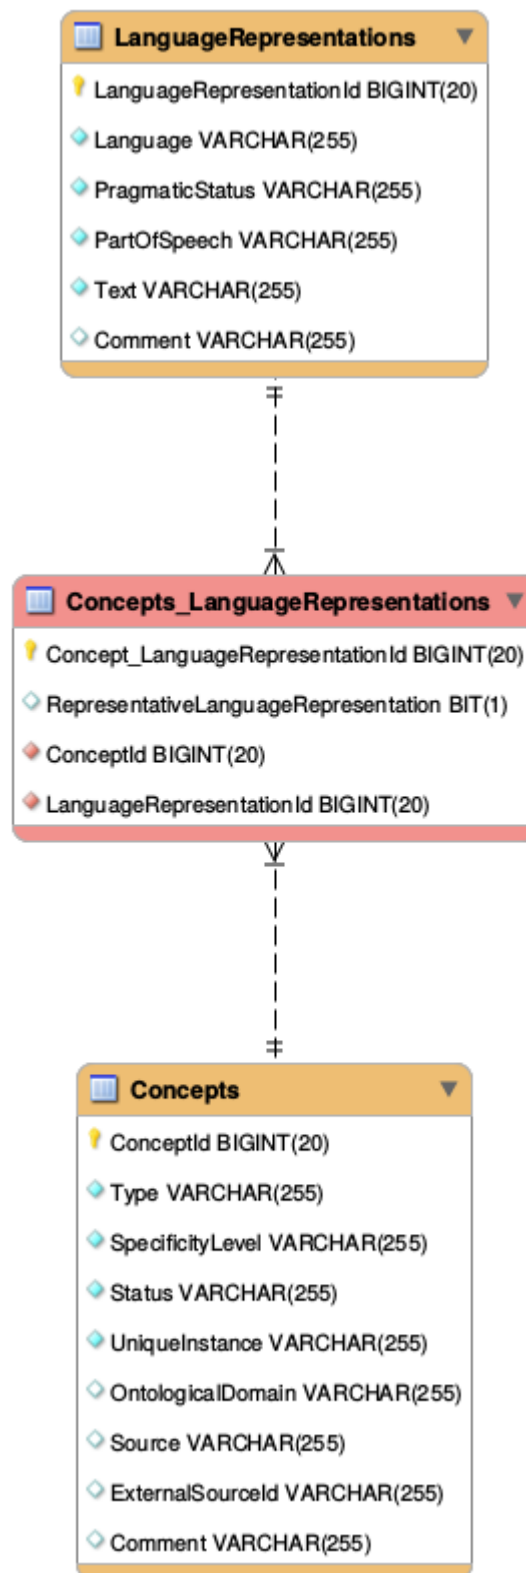 LanguageRepresentations
LanguageRepresentationId BIGINT(20)
Language VARCHAR(255)
PragmaticStatus VARCHAR(255)
PartOfSpeech VARCHAR(255)
Text VARCHAR(255)
Comment VARCHAR(255)
Concepts_LanguageRepresentations
Concept_LanguageRepresentationId BIGINT(20)
RepresentativeLanguageRepresentation BIT(1)
ConceptId BIGINT(20)
LanguageRepresentationId BIGINT(20)
Concepts
ConceptId BIGINT(20)
Type VARCHAR(255)
SpecificityLevel VARCHAR(255)
Status VARCHAR(255)
UniqueInstance VARCHAR(255)
OntologicalDomain VARCHAR(255)
Source VARCHAR(255)
ExternalSourceId VARCHAR(255)
Comment VARCHAR(255)